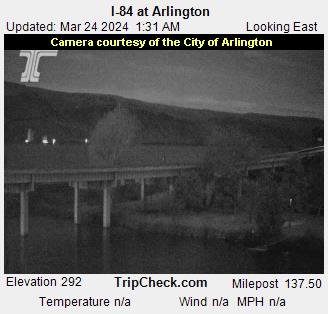 I-84 at Arlington
Updated: Mar 24 2024 1:31 AM Looking East
Camera courtesy of the City of Arlington
Elevation 292 TripCheck.com Milepost 137.50
Temperature n/a Wind n/a MPH n/a